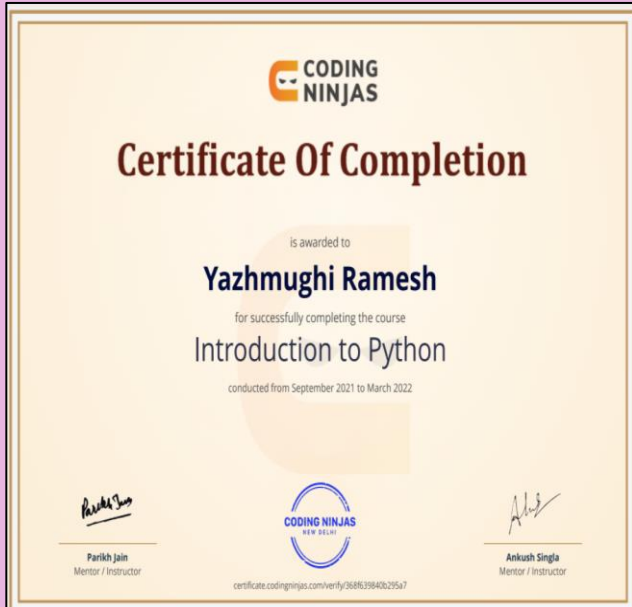 CODING
NINJAS
Certificate Of Completion
is awarded to
Yazhmughi Ramesh
for successfully completing the course
Introduction to Python
conducted from September 2021 to March 2022
Parikh Jain
CODING NINJAS
NEW DELHI
Parikh Jain
Mentor / Instructor
Ankush Singla
Mentor / Instructor
certificate.codingninjas.com/verify/368f639840b295a7